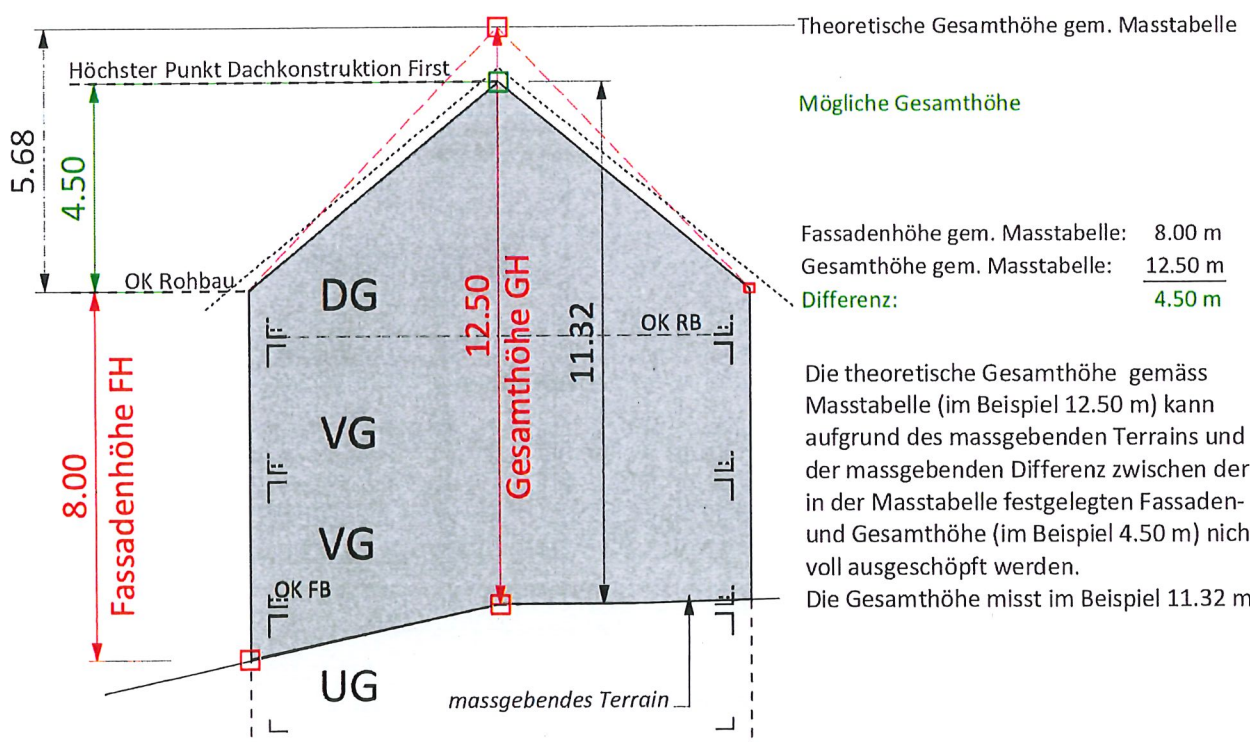 Theoretische Gesamthöhe gem. Masstabelle
Höchster Punkt Dachkonstruktion First
Mögliche Gesamthöhe
5.68
4.50
Fassadenhöhe gem. Masstabelle: 8.00 m
Gesamthöhe gem. Masstabelle: 12.50 m
Differenz: 4.50 m
OK Rohbau
DG
OK RB
12.50
Gesamthöhe GH
11.32
8.00
Fassadenhöhe FH
VG
VG
OK FB
UG
massgebendes Terrain
Die theoretische Gesamthöhe gemäss
Masstabelle (im Beispiel 12.50 m) kann
aufgrund des massgebenden Terrains und
der massgebenden Differenz zwischen der
in der Masstabelle festgelegten Fassaden-
und Gesamthöhe (im Beispiel 4.50 m) nich
voll ausgeschöpft werden.
Die Gesamthöhe misst im Beispiel 11.32 m